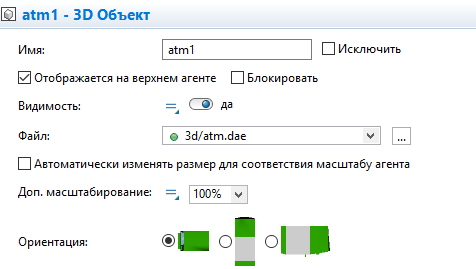 atm1 - 3D Объект
Имя: atm1 Исключить
Отображается на верхнем агенте Блокировать
Видимость: да
Файл: 3d/atm.dae ...
Автоматически изменять размер для соответствия масштабу агента
Доп. масштабирование: 100%
Ориентация: